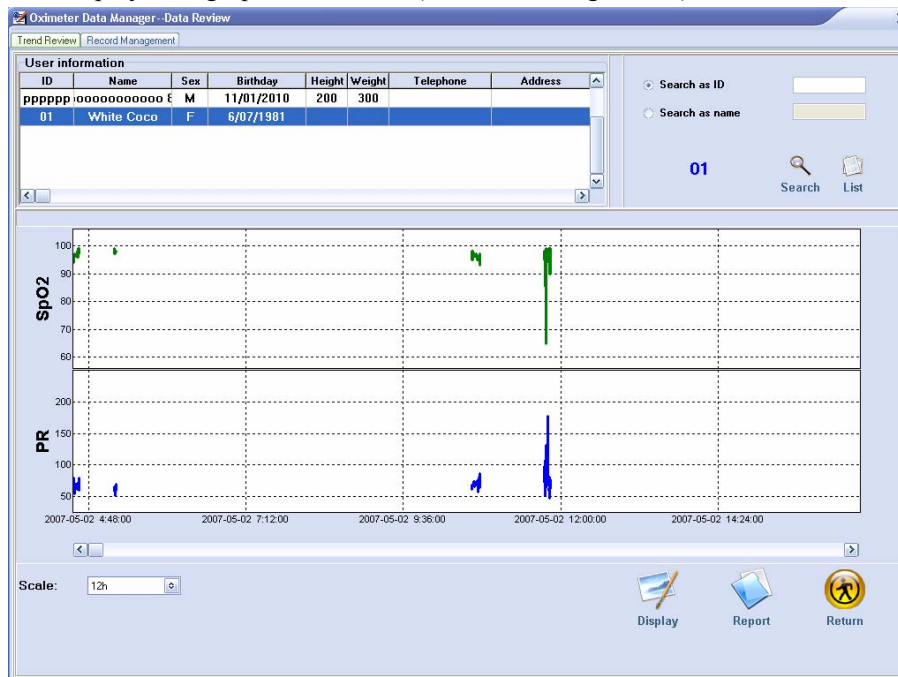 Oximeter Data Manager--Data Review
Trend Review Record Management
User information
ID Name Sex Birthday Height Weight Telephone Address
pppppp ooooooooooo M 11/01/2010 200 300
01 White Coco F 6/07/1981
Search as ID
Search as name
01
Search List
SpO2
100
90
80
70
60
PR
200
150
100
50
2007-05-02 4:48:00 2007-05-02 7:12:00 2007-05-02 9:36:00 2007-05-02 12:00:00 2007-05-02 14:24:00
Scale: 12h
Display Report Return